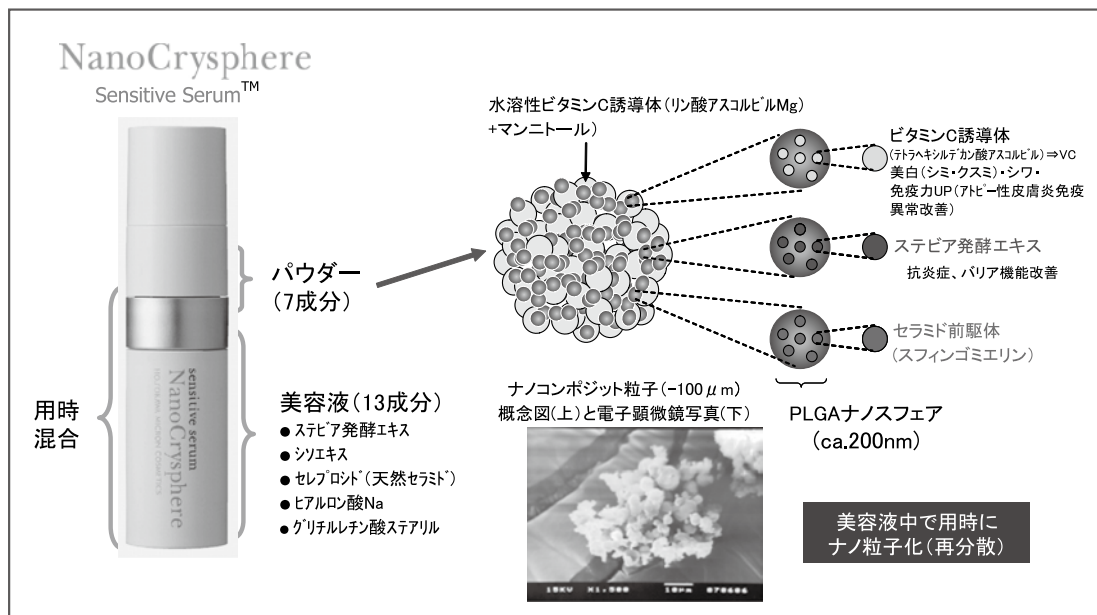 NanoCrysphere
Sensitive Serum™
水溶性ビタミンC誘導体(リン酸アスコルビルMg)
+マンニトール)
ビタミンC誘導体
(テトラヘキシルデカン酸アスコルビル)⇒VC
美白(シミ・クスミ)・シワ・
免疫力UP(アトピー性皮膚炎免疫
異常改善)
ステビア発酵エキス
抗炎症、バリア機能改善
セラミド前駆体
(スフィンゴミエリン)
パウダー
(7成分)
用時
混合
美容液(13成分)
● ステビア発酵エキス
● シソエキス
● セレブロシド(天然セラミド)
● ヒアルロン酸Na
● グリチルレチン酸ステアリル
sensitive serum
NanoCrysphere
ナノコンポジット粒子(-100μm)
概念図(上)と電子顕微鏡写真(下)
PLGAナノスフェア
(ca.200nm)
15KV X1,500 10μm 070606
美容液中で用時に
ナノ粒子化(再分散)